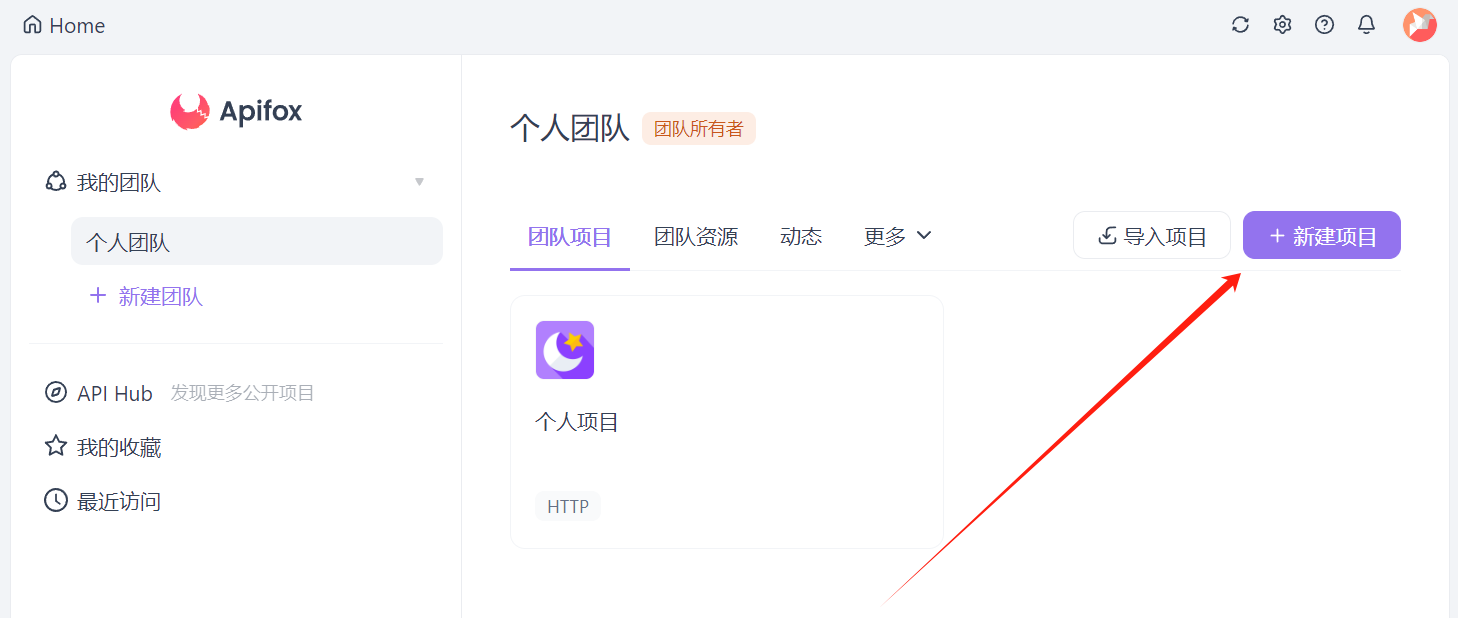 Home
Apifox
我的团队
个人团队
+ 新建团队
API Hub 发现更多公开项目
我的收藏
最近访问
个人团队 团队所有者
团队项目 团队资源 动态 更多 导入项目 + 新建项目
个人项目
HTTP